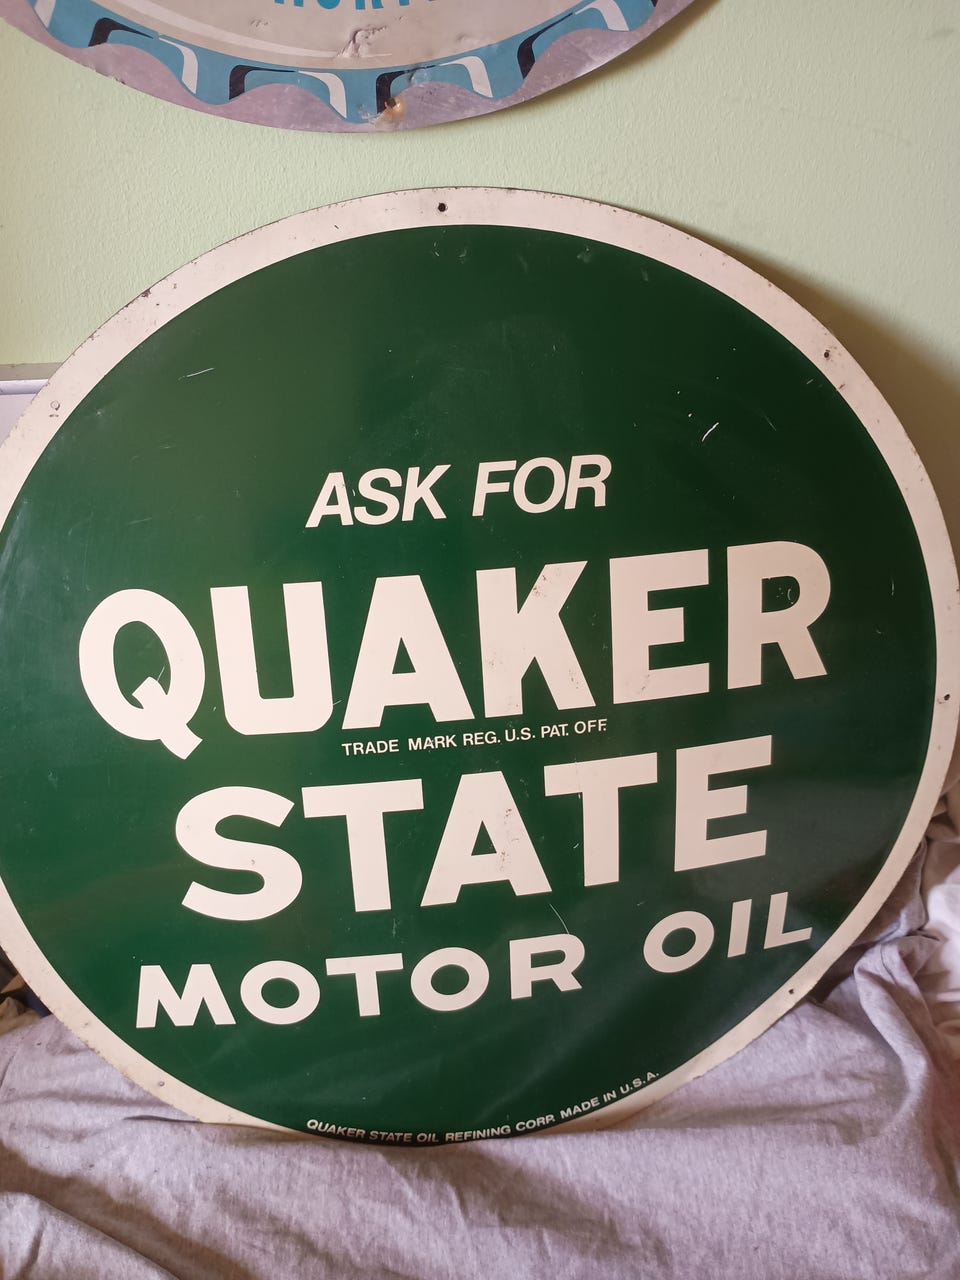 ASK FOR
QUAKER
TRADE MARK REG. U.S. PAT. OFF.
STATE
MOTOR OIL
QUAKER STATE OIL REFINING CORP. MADE IN U.S.A.